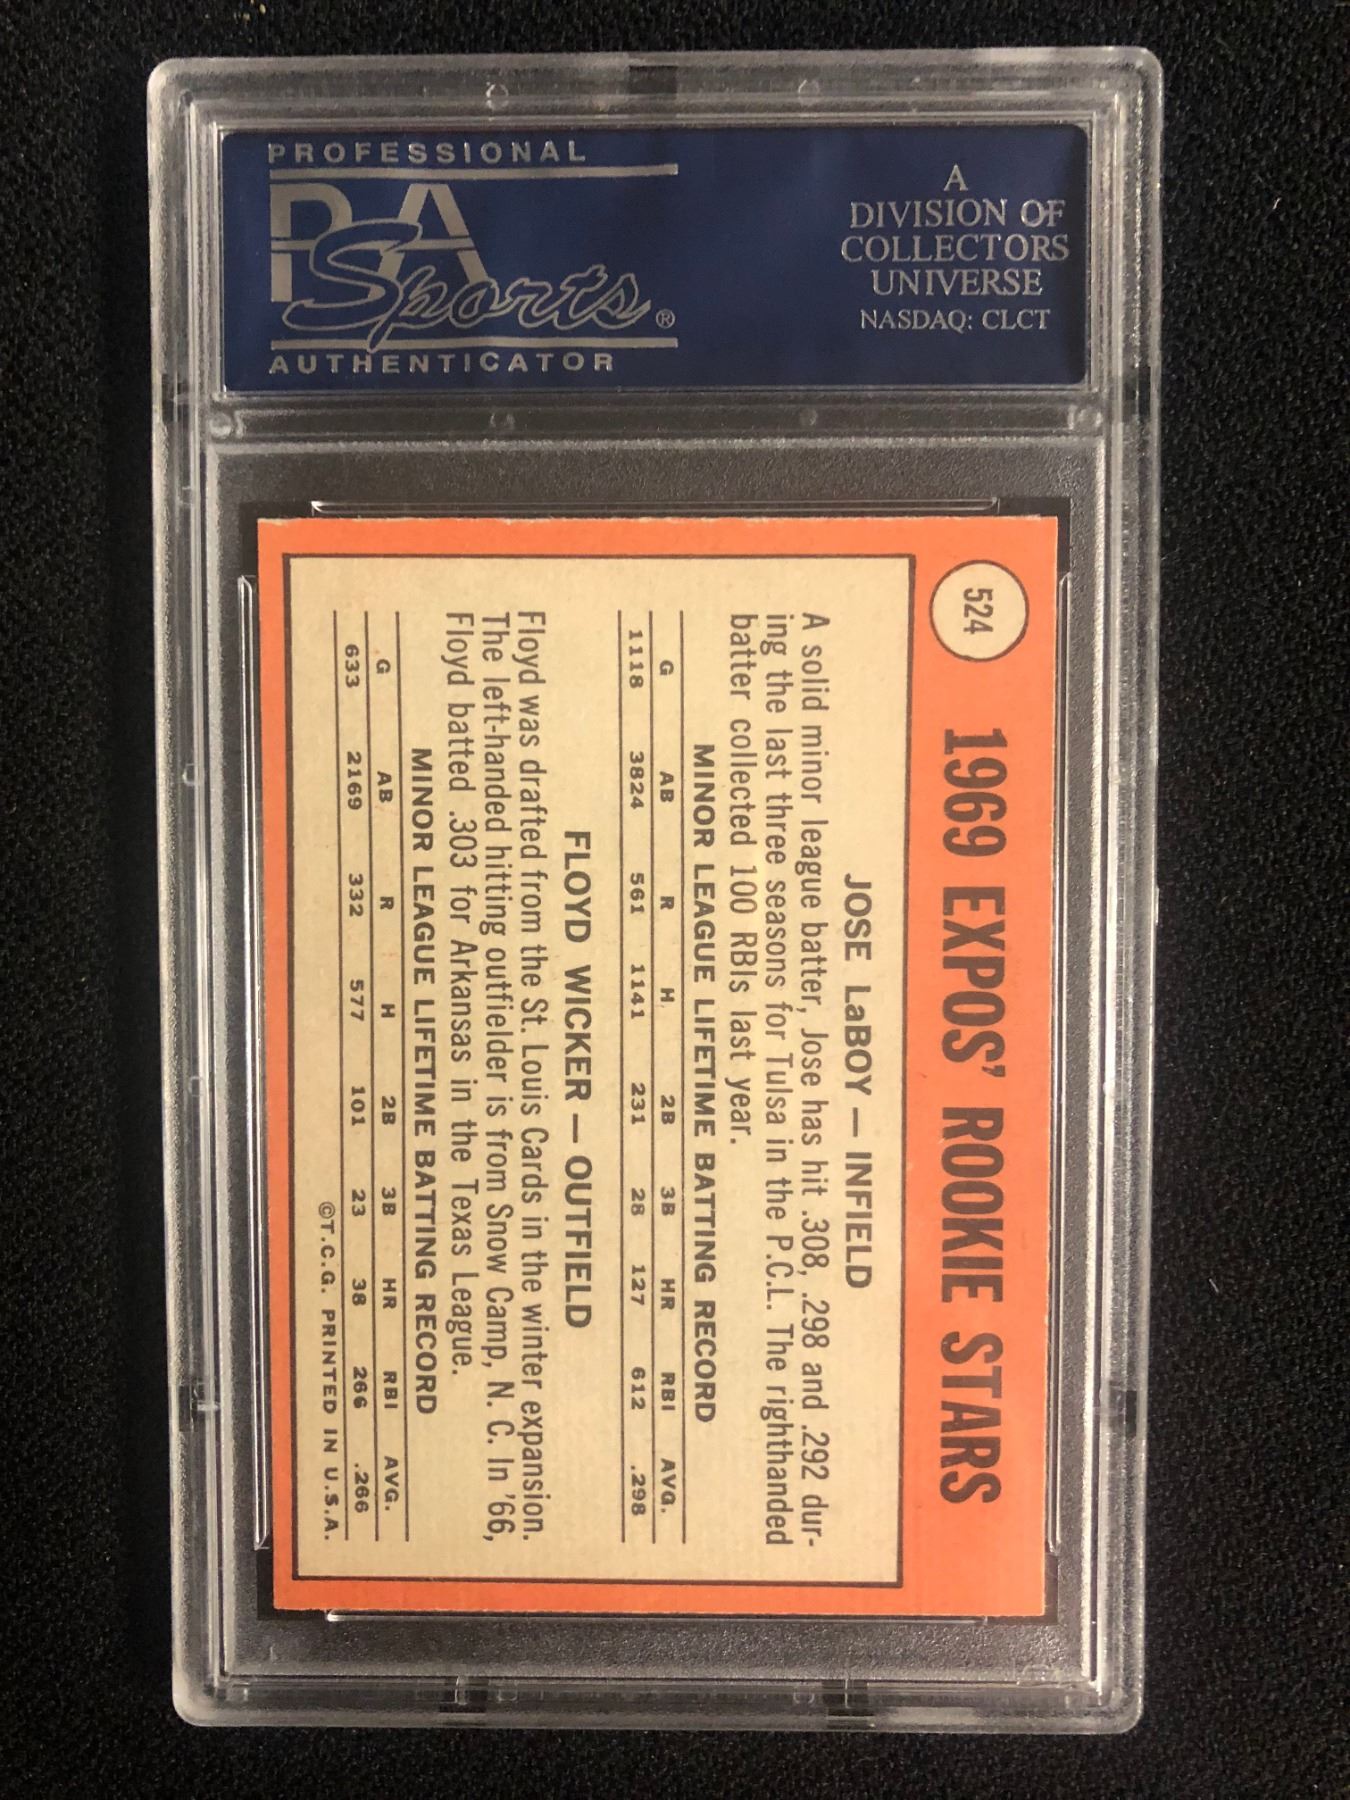 PROFESSIONAL
PSA
Sports®
AUTHENTICATOR
A
DIVISION OF
COLLECTORS
UNIVERSE
NASDAQ: CLCT
524
1969 EXPOS' ROOKIE STARS
JOSE LaBOY — INFIELD
A solid minor league batter, Jose has hit .308, .298 and .292 dur-
ing the last three seasons for Tulsa in the P.C.L. The righthanded
batter collected 100 RBIs last year.
MINOR LEAGUE LIFETIME BATTING RECORD
G AB R H 2B 3B HR RBI AVG.
1118 3824 561 1141 231 28 127 612 .298
FLOYD WICKER — OUTFIELD
Floyd was drafted from the St. Louis Cards in the winter expansion.
The left-handed hitting outfielder is from Snow Camp, N. C. In '66,
Floyd batted .303 for Arkansas in the Texas League.
MINOR LEAGUE LIFETIME BATTING RECORD
G AB R H 2B 3B HR RBI AVG.
633 2169 332 577 101 23 38 266 .266
©T.C.G. PRINTED IN U.S.A.